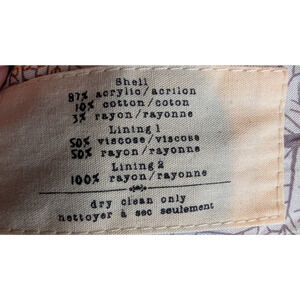 Shell
87% acrylic/acrilon
10% cotton/coton
3% rayon/rayonne
Lining 1
50% viscose/viscose
50% rayon/rayonne
Lining 2
100% rayon/rayonne
dry clean only
nettoyer à sec seulement